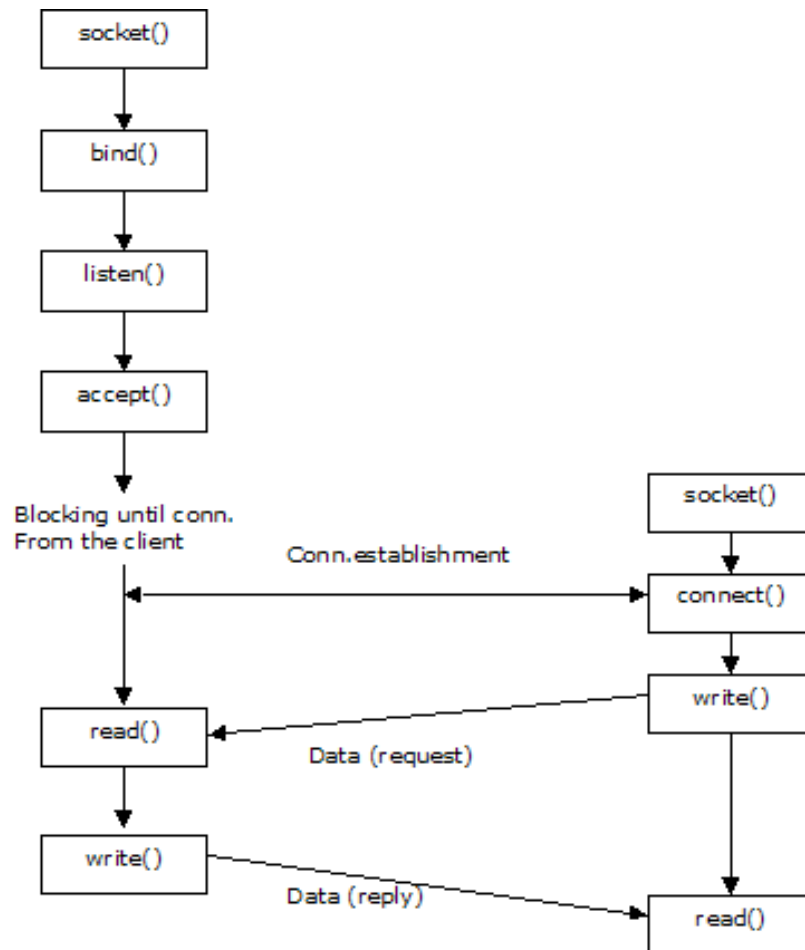 socket()
bind()
listen()
accept()
Blocking until conn.
From the client
socket()
Conn.establishment
connect()
write()
read()
Data (request)
write()
Data (reply)
read()